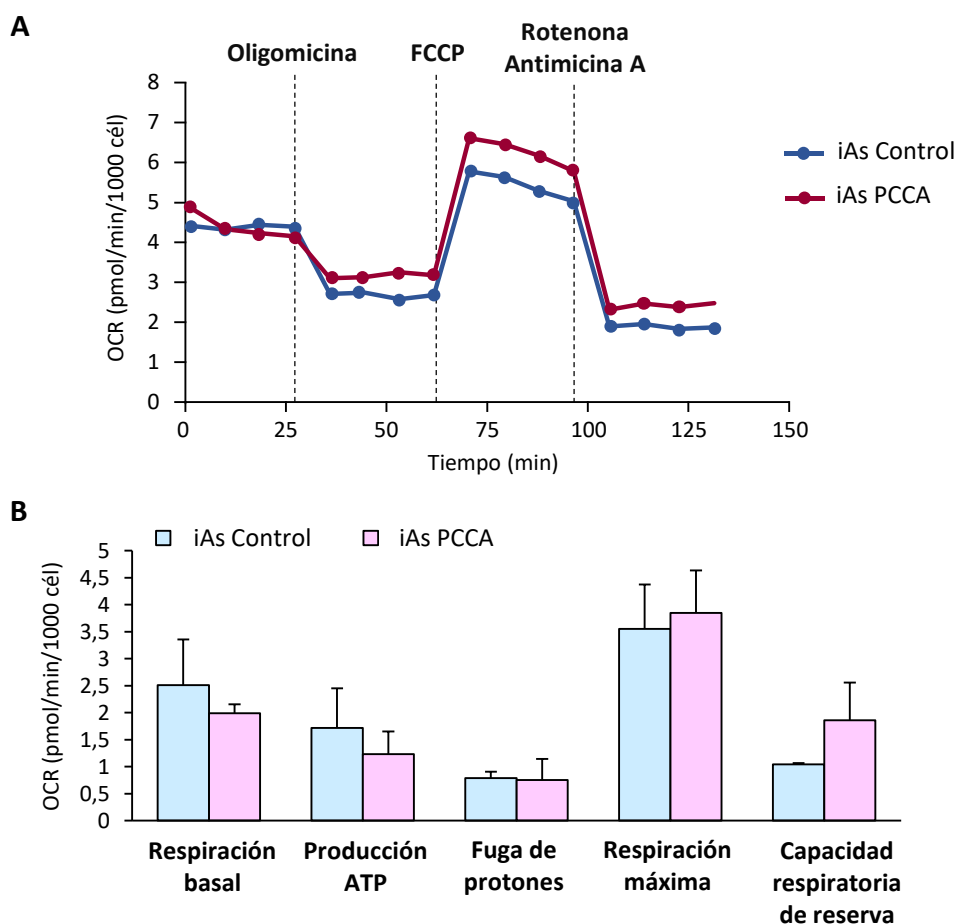 A
Oligomicina
FCCP
Rotenona
Antimicina A
8
7
6
5
4
3
2
1
0
OCR (pmol/min/1000 cél)
0
25
50
75
100
125
150
Tiempo (min)
iAs Control
iAs PCCA
B
iAs Control
iAs PCCA
5
4,5
4
3,5
3
2,5
2
1,5
1
0,5
0
OCR (pmol/min/1000 cél)
Respiración
basal
Producción
ATP
Fuga de
protones
Respiración
máxima
Capacidad
respiratoria
de reserva